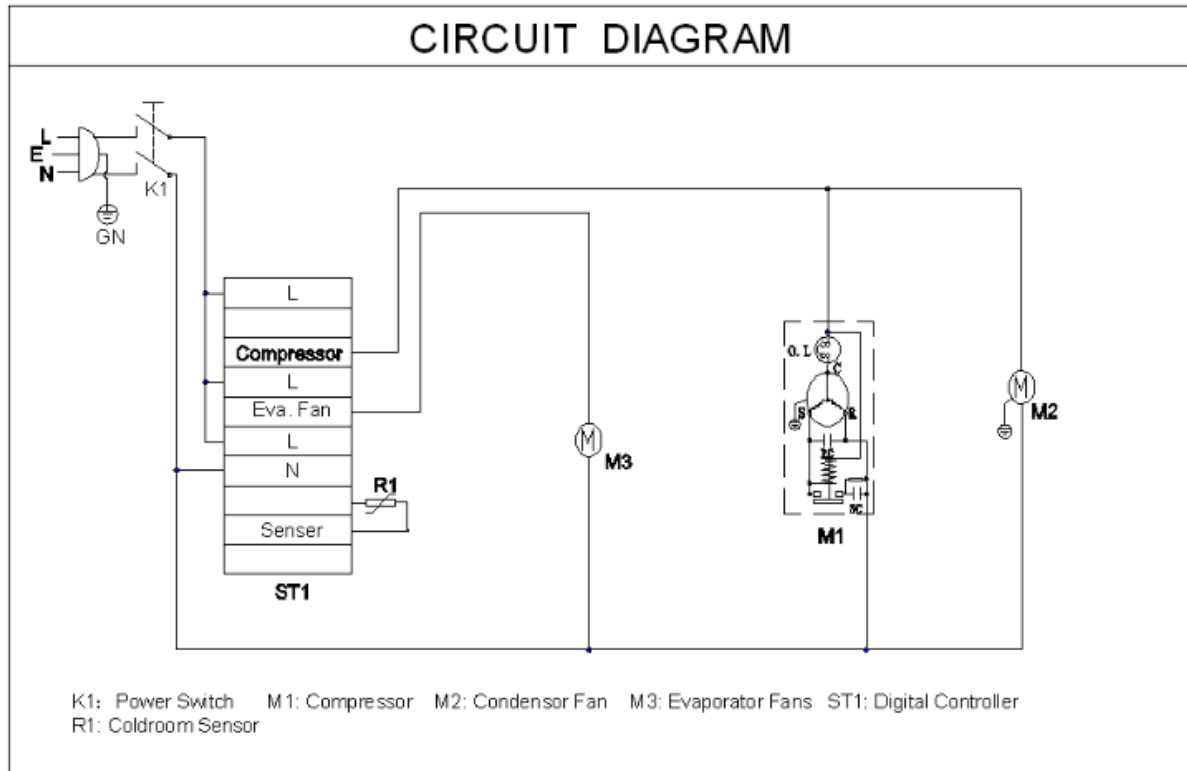 CIRCUIT DIAGRAM
L
E
N
K1
GN
L
Compressor
L
Eva. Fan
L
N
Senser
ST1
R1
M
M3
O.L
C
S
R
M1
M
M2
K1: Power Switch M1: Compressor M2: Condensor Fan M3: Evaporator Fans ST1: Digital Controller
R1: Coldroom Sensor